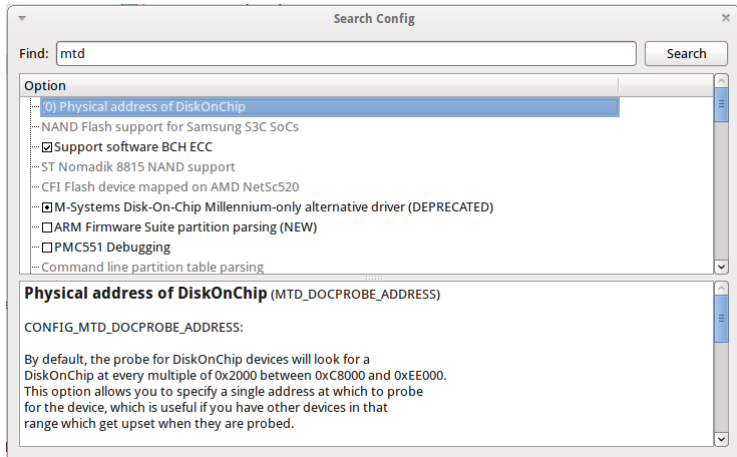 Search Config
Find: mtd Search
Option
(0) Physical address of DiskOnChip
NAND Flash support for Samsung S3C SoCs
Support software BCH ECC
ST Nomadik 8815 NAND support
CFI Flash device mapped on AMD NetSc520
M-Systems Disk-On-Chip Millennium-only alternative driver (DEPRECATED)
ARM Firmware Suite partition parsing (NEW)
PMC551 Debugging
Command line partition table parsing
Physical address of DiskOnChip (MTD_DOCPROBE_ADDRESS)
CONFIG_MTD_DOCPROBE_ADDRESS:
By default, the probe for DiskOnChip devices will look for a
DiskOnChip at every multiple of 0x2000 between 0xC8000 and 0xEE000.
This option allows you to specify a single address at which to probe
for the device, which is useful if you have other devices in that
range which get upset when they are probed.